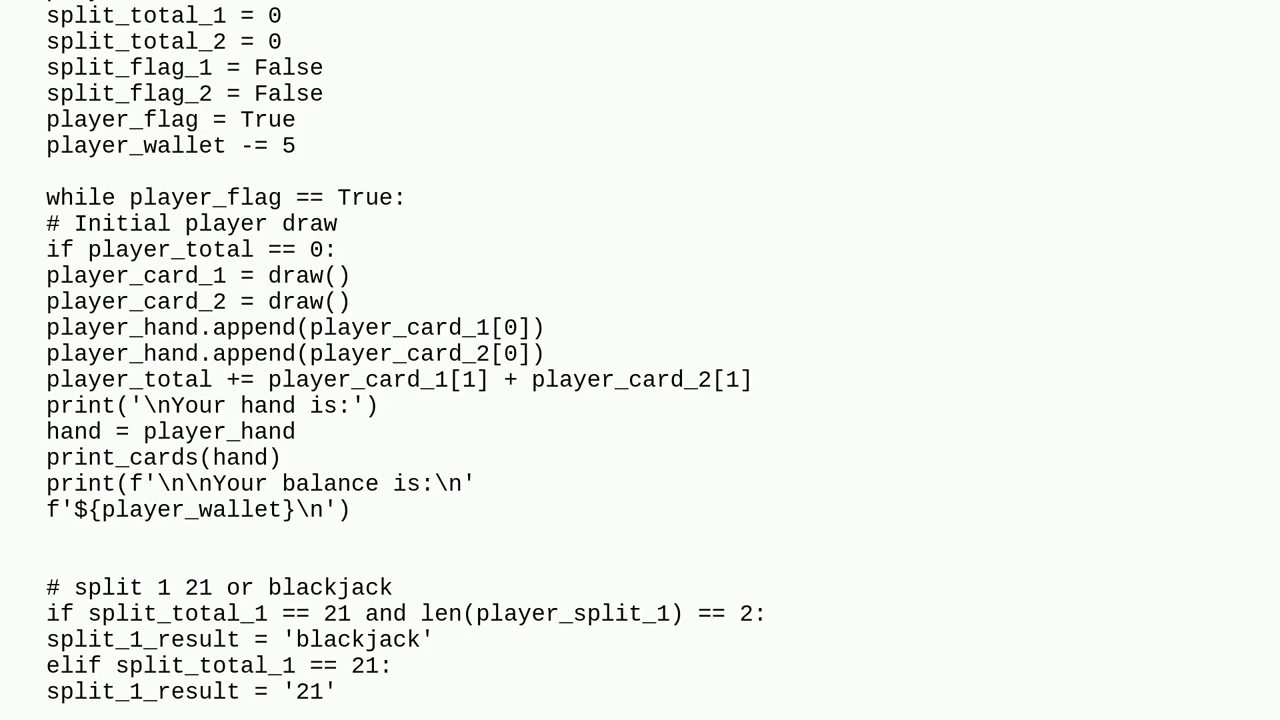 split_total_1 = 0
split_total_2 = 0
split_flag_1 = False
split_flag_2 = False
player_flag = True
player_wallet -= 5
while player_flag == True:
# Initial player draw
if player_total == 0:
player_card_1 = draw()
player_card_2 = draw()
player_hand.append(player_card_1[0])
player_hand.append(player_card_2[0])
player_total += player_card_1[1] + player_card_2[1]
print('\nYour hand is:')
hand = player_hand
print_cards(hand)
print(f'\n\nYour balance is:\n'
f'${player_wallet}\n')
# split 1 21 or blackjack
if split_total_1 == 21 and len(player_split_1) == 2:
split_1_result = 'blackjack'
elif split_total_1 == 21:
split_1_result = '21'